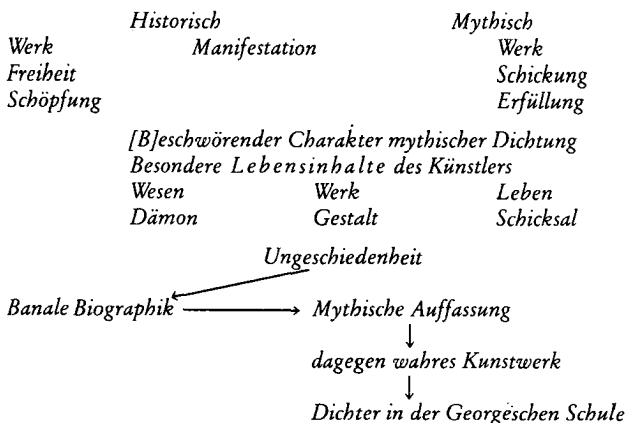 Historisch Mythisch
Werk Manifestation Werk
Freiheit Schickung
Schöpfung Erfüllung
[B]eschwörender Charakter mythischer Dichtung
Besondere Lebensinhalte des Künstlers
Wesen Werk Leben
Dämon Gestalt Schicksal
Ungeschiedenheit
Banale Biographik Mythische Auffassung
dagegen wahres Kunstwerk
Dichter in der Georgeschen Schule